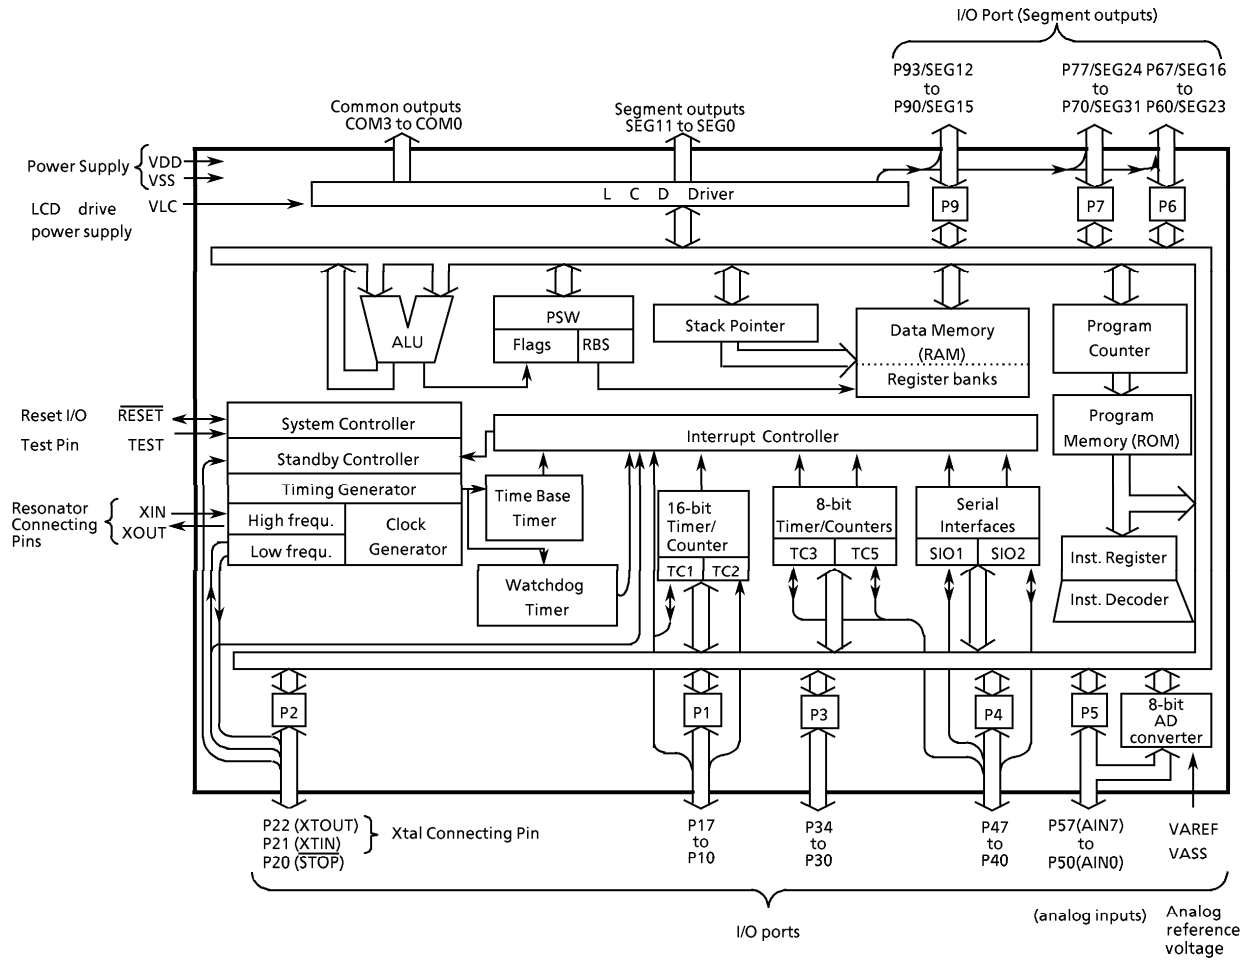 I/O Port (Segment outputs)
P93/SEG12
to
P90/SEG15
P77/SEG24
to
P70/SEG31
P67/SEG16
to
P60/SEG23
Common outputs
COM3 to COM0
Segment outputs
SEG11 to SEG0
Power Supply
VDD
VSS
LCD drive
power supply
VLC
L C D Driver
P9
P7
P6
ALU
PSW
Flags
RBS
Stack Pointer
Data Memory
(RAM)
Register banks
Program
Counter
Program
Memory (ROM)
Reset I/O
RESET
Test Pin
TEST
System Controller
Standby Controller
Timing Generator
High frequ.
Low frequ.
Clock
Generator
Interrupt Controller
Resonator
Connecting
Pins
XIN
XOUT
Time Base
Timer
Watchdog
Timer
16-bit
Timer/
Counter
TC1
TC2
8-bit
Timer/Counters
TC3
TC5
Serial
Interfaces
SIO1
SIO2
Inst. Register
Inst. Decoder
P2
P1
P3
P4
P5
8-bit
AD
converter
P22 (XTOUT)
P21 (XTIN)
P20 (STOP)
Xtal Connecting Pin
P17
to
P10
P34
to
P30
P47
to
P40
P57(AIN7)
to
P50(AIN0)
VAREF
VASS
I/O ports
(analog inputs)
Analog
reference
voltage